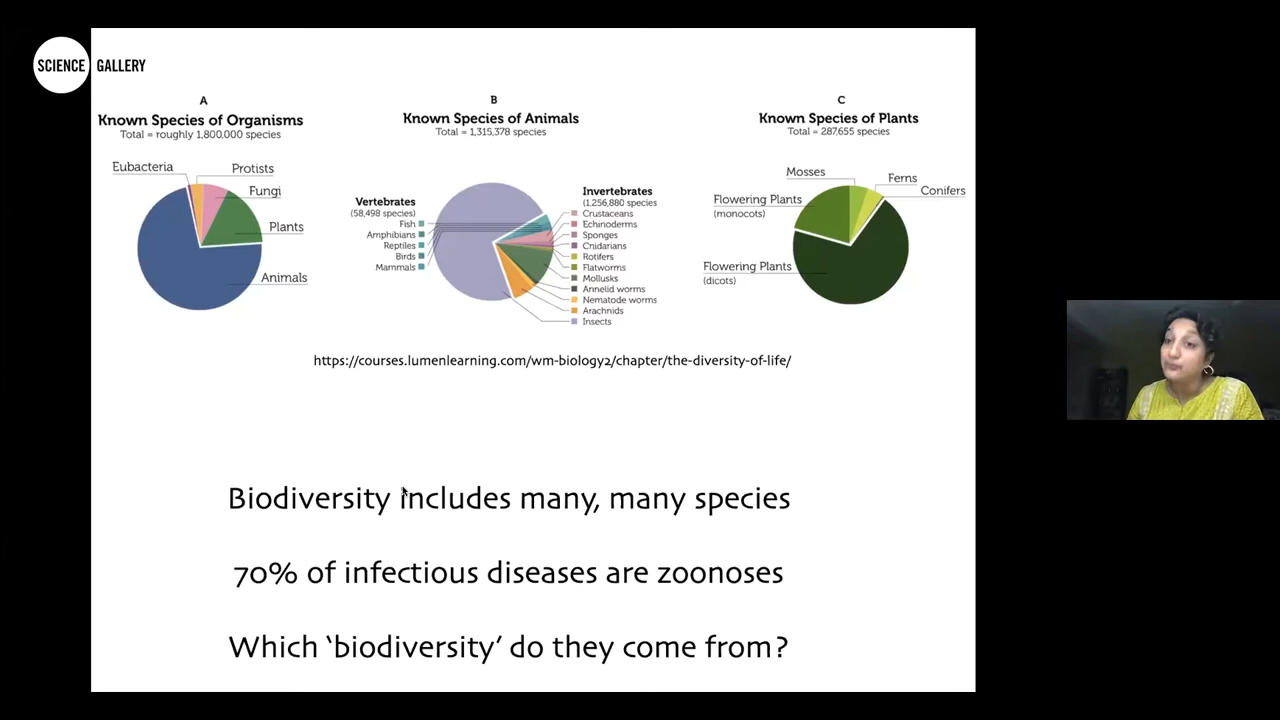 SCIENCE GALLERY
A
Known Species of Organisms
Total = roughly 1,800,000 species
Eubacteria
Protists
Fungi
Plants
Animals
B
Known Species of Animals
Total = 1,315,378 species
Vertebrates
(58,498 species)
Fish
Amphibians
Reptiles
Birds
Mammals
Invertebrates
(1,256,880 species
Crustaceans
Echinoderms
Sponges
Cnidarians
Rotifers
Flatworms
Mollusks
Annelid worms
Nematode worms
Arachnids
Insects
C
Known Species of Plants
Total = 287,655 species
Mosses
Ferns
Conifers
Flowering Plants
(monocots)
Flowering Plants
(dicots)
https://courses.lumenlearning.com/wm-biology2/chapter/the-diversity-of-life/
Biodiversity includes many, many species
70% of infectious diseases are zoonoses
Which ‘biodiversity’ do they come from?